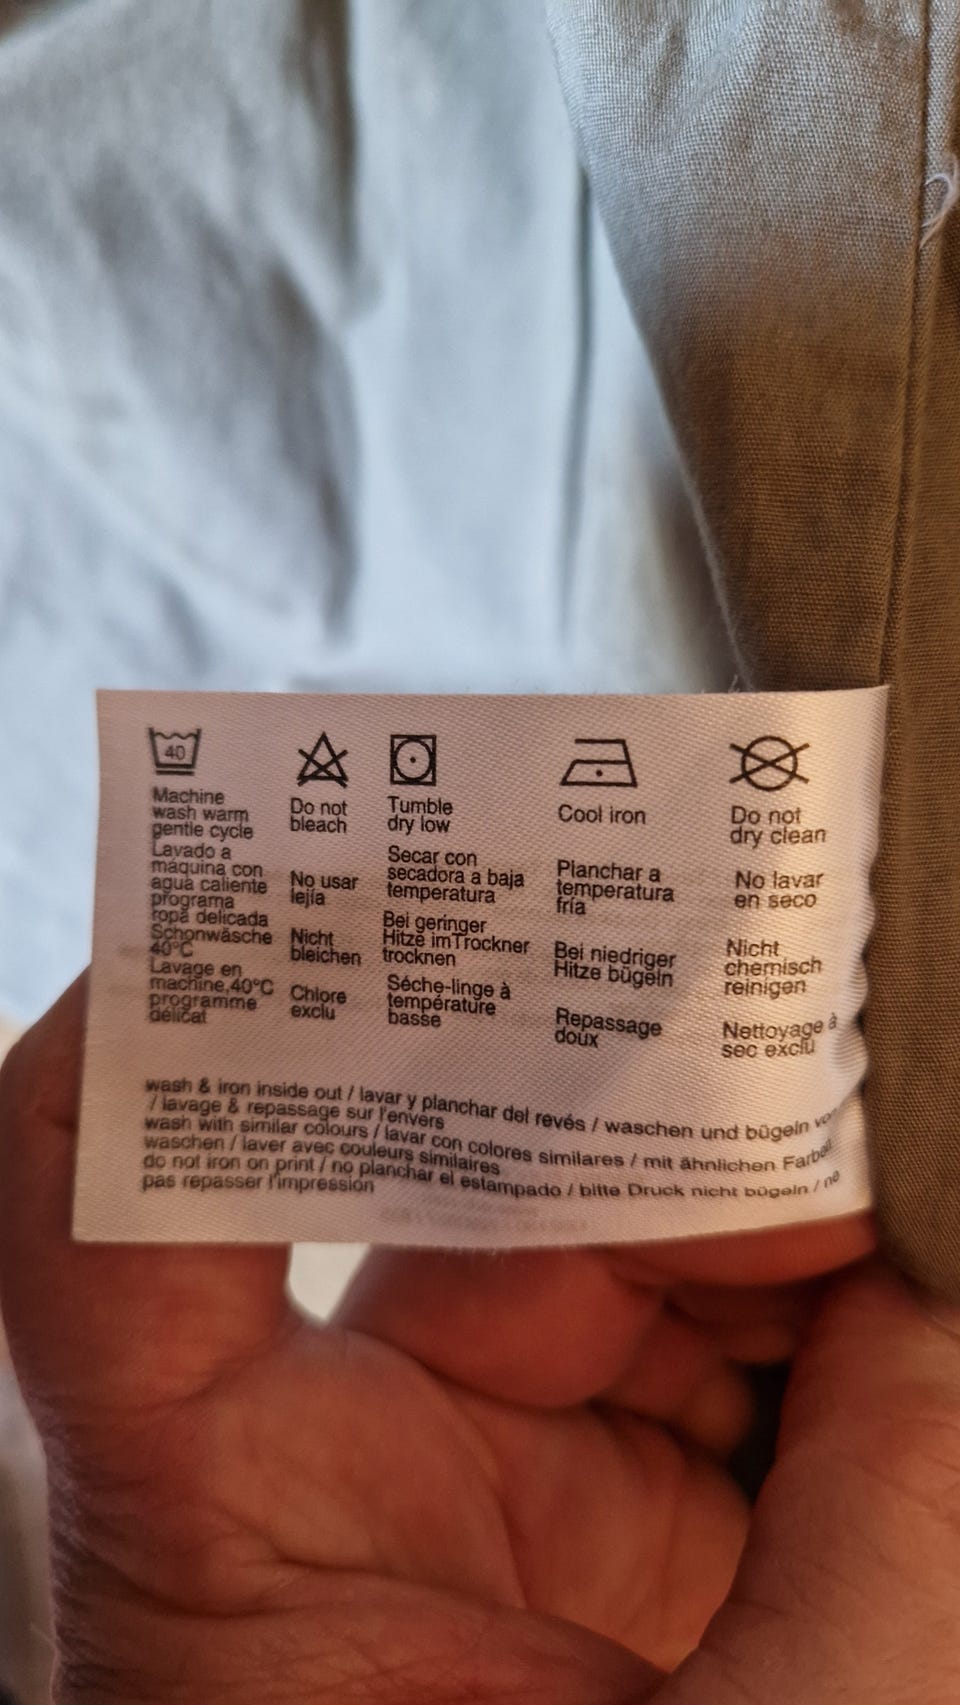 40
Machine
wash warm
gentle cycle
Lavado a
máquina con
agua caliente
programa
ropa delicada
Schonwäsche
40°C
Lavage en
machine,40°C
programme
délicat
Do not
bleach
No usar
lejía
Nicht
bleichen
Chlore
exclu
Tumble
dry low
Secar con
secadora a baja
temperatura
Bei geringer
Hitze imTrockner
trocknen
Séche-linge à
température
basse
Cool iron
Planchar a
temperatura
fría
Bei niedriger
Hitze bügeln
Repassage
doux
Do not
dry clean
No lavar
en seco
Nicht
chemisch
reinigen
Nettoyage à
sec exclu
wash & iron inside out / lavar y planchar del revés / waschen und bügeln von
/ lavage & repassage sur l'envers
wash with similar colours / lavar con colores similares / mit ähnlichen Farben
waschen / laver avec couleurs similaires
do not iron on print / no planchar el estampado / bitte Druck nicht bügeln / ne
pas repasser l'impression